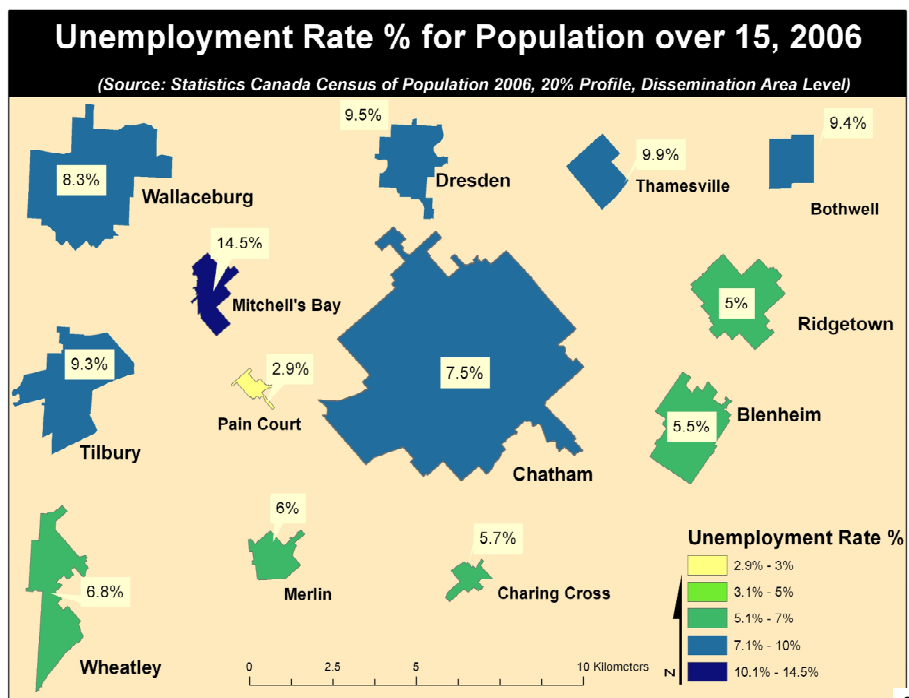 Unemployment Rate % for Population over 15, 2006
(Source: Statistics Canada Census of Population 2006, 20% Profile, Dissemination Area Level)
9.5%
9.4%
9.9%
8.3%
Dresden
Thamesville
Wallaceburg
Bothwell
14.5%
Mitchell's Bay
5%
Ridgetown
9.3%
2.9%
7.5%
Pain Court
Blenheim
5.5%
Tilbury
Chatham
6%
5.7%
6.8%
Merlin
Charing Cross
Wheatley
Unemployment Rate %
2.9% - 3%
3.1% - 5%
5.1% - 7%
7.1% - 10%
10.1% - 14.5%
N
0 2.5 5 10 Kilometers